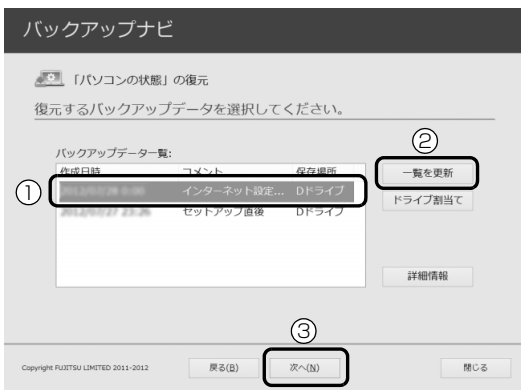 バックアップナビ
「パソコンの状態」の復元
復元するバックアップデータを選択してください。
②
バックアップデータ一覧:
作成日時 コメント 保存場所 一覧を更新
① インターネット設定... Dドライブ
セットアップ直後 Dドライブ ドライブ割当て
詳細情報
③
Copyright FUJITSU LIMITED 2011-2012 戻る(B) 次へ(N) 閉じる